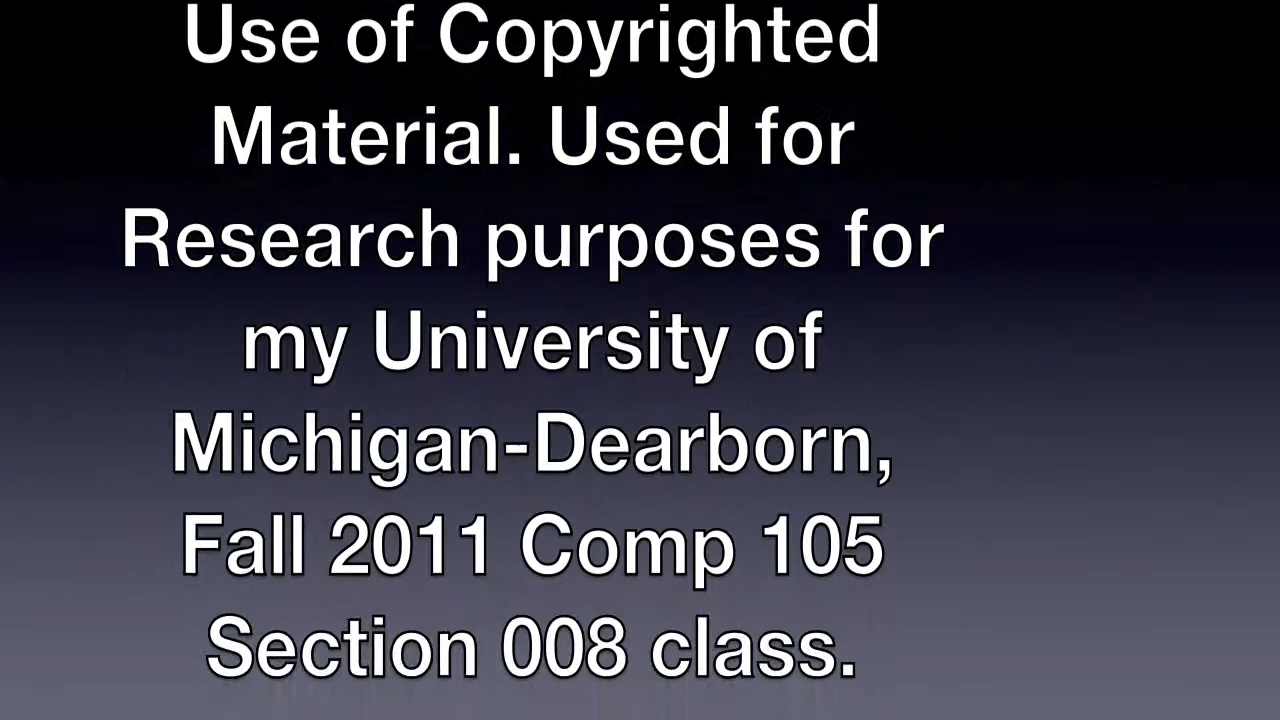 Use of Copyrighted
Material. Used for
Research purposes for
my University of
Michigan-Dearborn,
Fall 2011 Comp 105
Section 008 class.